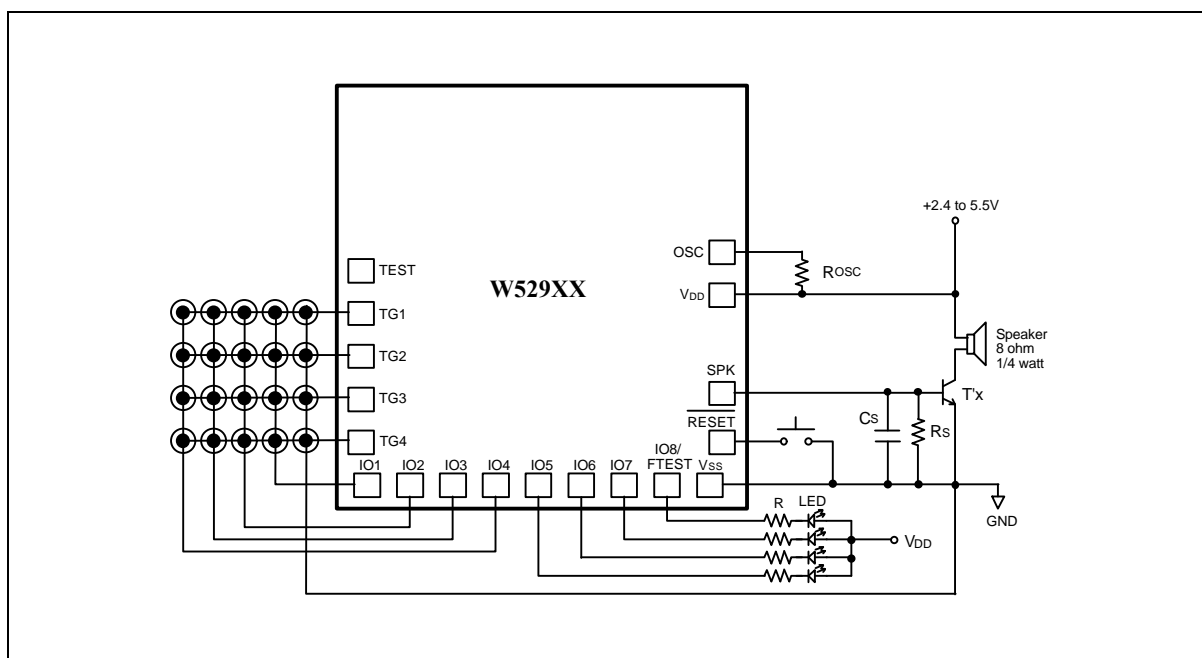 +2.4 to 5.5V
OSC
ROSC
TEST
W529XX
VDD
TG1
Speaker
8 ohm
1/4 watt
TG2
SPK
T'x
TG3
CS
RS
RESET
TG4
IO1
IO2
IO3
IO4
IO5
IO6
IO7
IO8/
FTEST
VSS
R
LED
GND
VDD